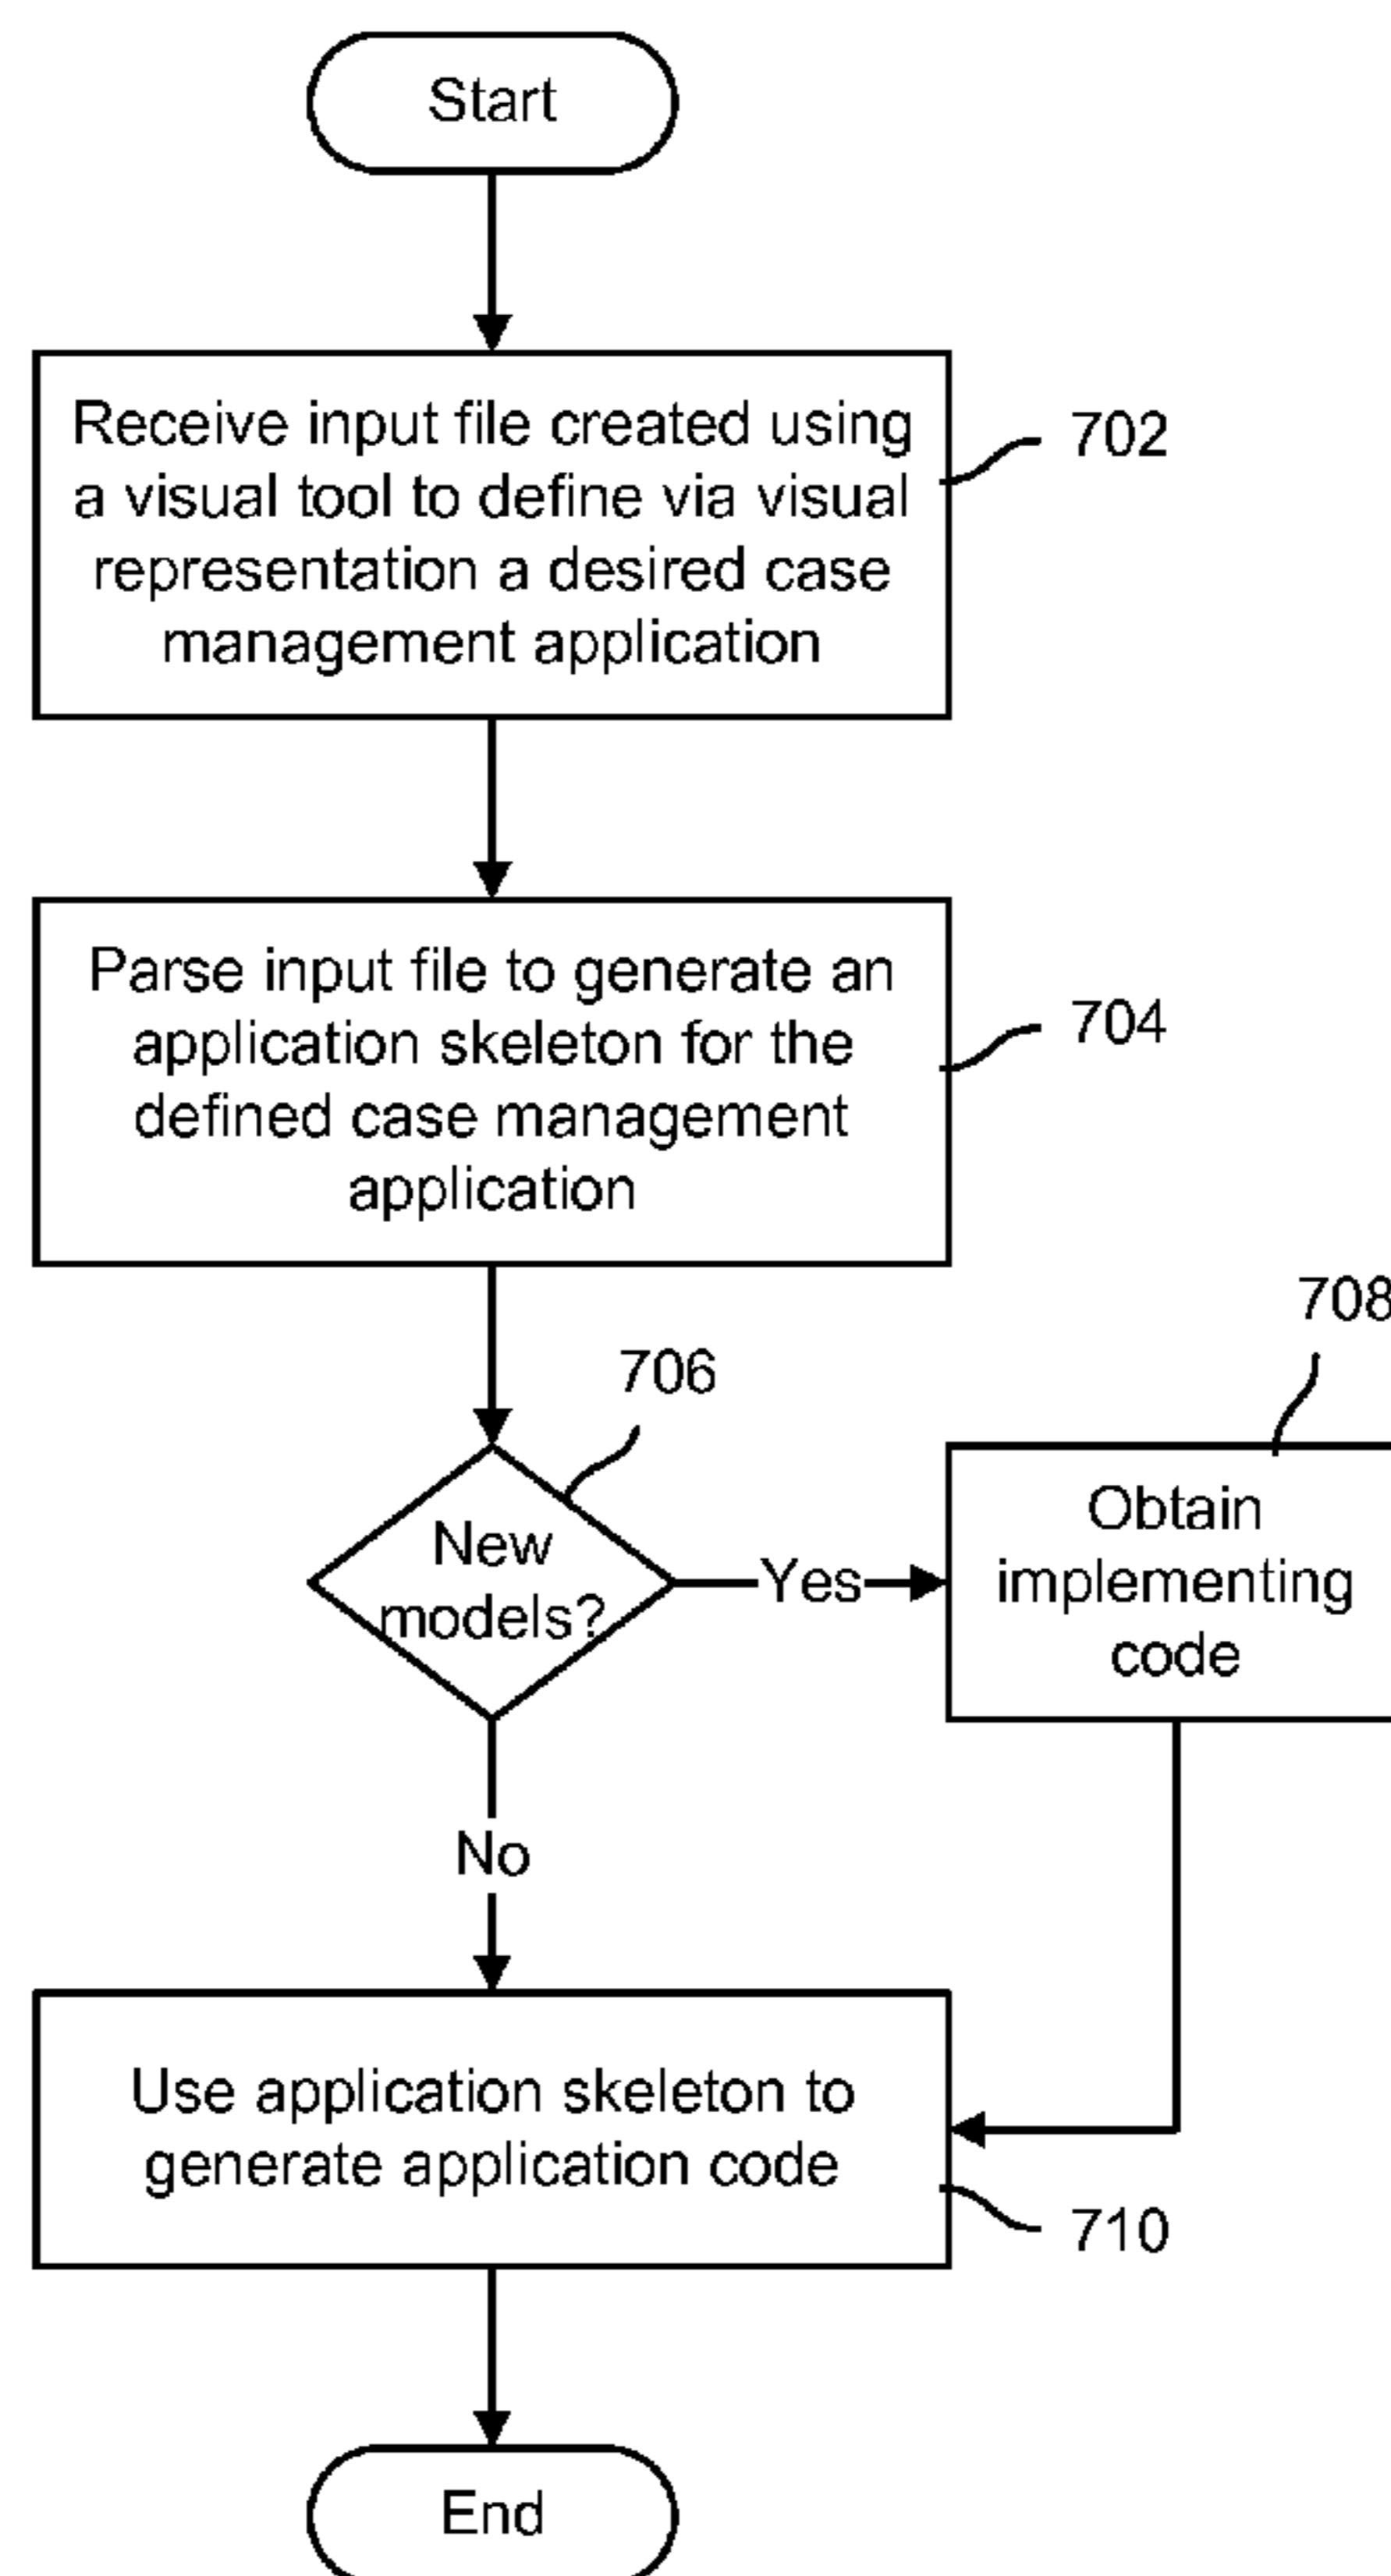 Start
Receive input file created using
a visual tool to define via visual
representation a desired case
management application
702
Parse input file to generate an
application skeleton for the
defined case management
application
704
708
706
New
models?
Yes
Obtain
implementing
code
No
Use application skeleton to
generate application code
710
End